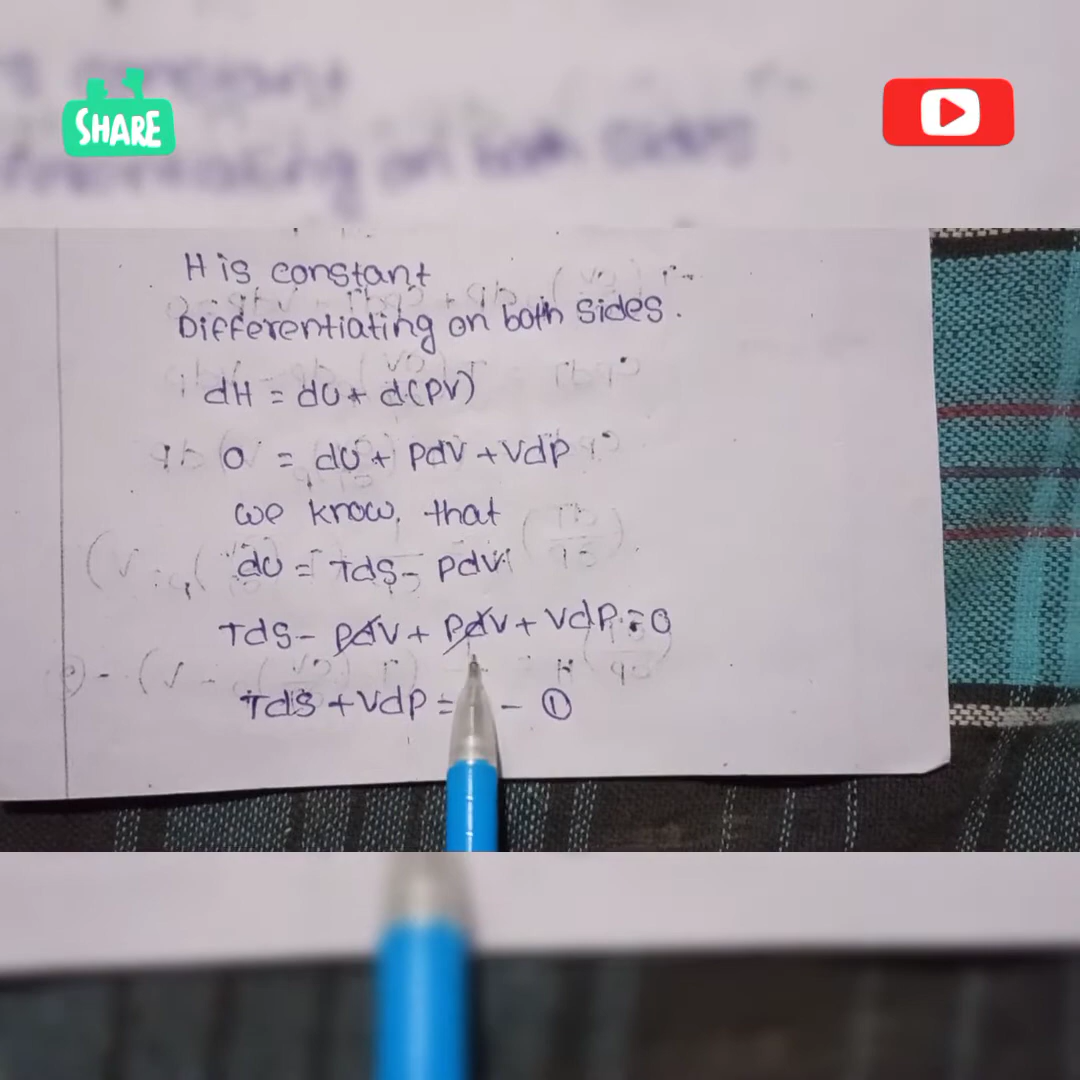 SHARE
H is constant
Differentiating on both sides.
dH = dU + d(PV)
0 = dU + PdV + VdP
we know, that
dU = Tds - PdV
Tds - PdV + PdV + VdP = 0
Tds + VdP = - ①